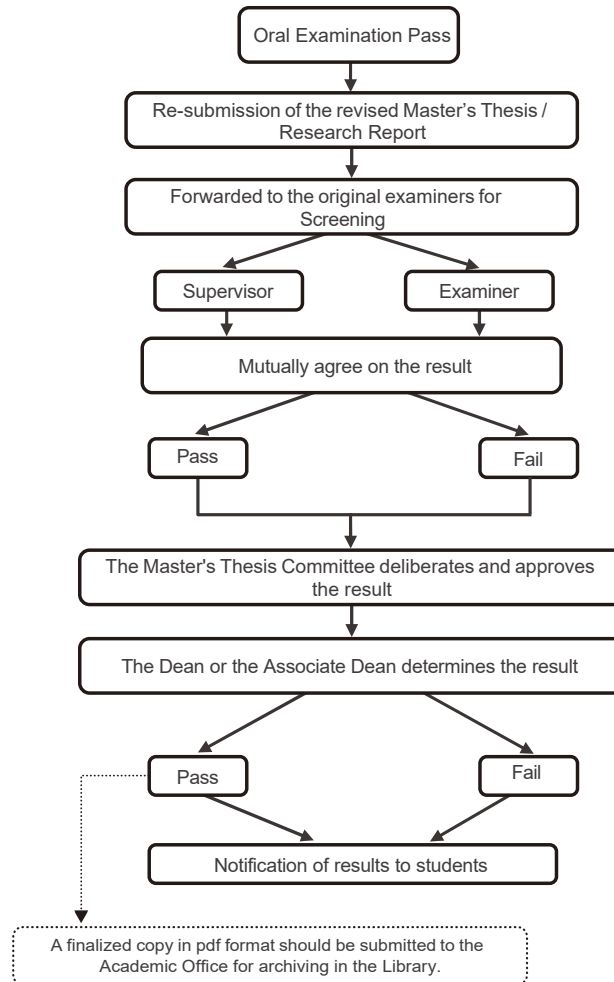 Oral Examination Pass
Re-submission of the revised Master’s Thesis /
Research Report
Forwarded to the original examiners for
Screening
Supervisor
Examiner
Mutually agree on the result
Pass
Fail
The Master's Thesis Committee deliberates and approves
the result
The Dean or the Associate Dean determines the result
Pass
Fail
Notification of results to students
A finalized copy in pdf format should be submitted to the
Academic Office for archiving in the Library.